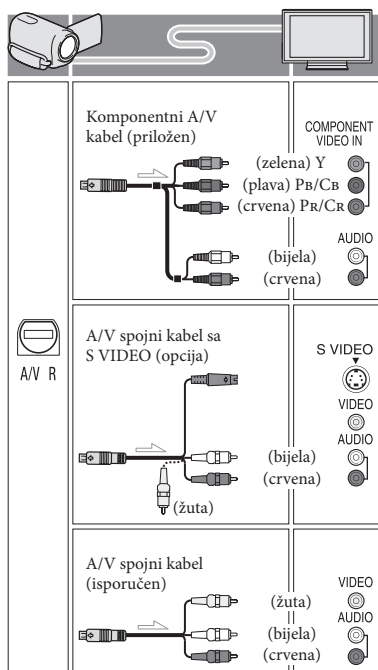 Komponentni A/V
kabel (priložen)
COMPONENT
VIDEO IN
(zelena) Y
(plava) PB/CB
(crvena) PR/CR
AUDIO
(bijela)
(crvena)
A/V R
A/V spojni kabel sa
S VIDEO (opcija)
S VIDEO
VIDEO
AUDIO
(bijela)
(crvena)
(žuta)
A/V spojni kabel
(isporučen)
VIDEO
(žuta)
AUDIO
(bijela)
(crvena)